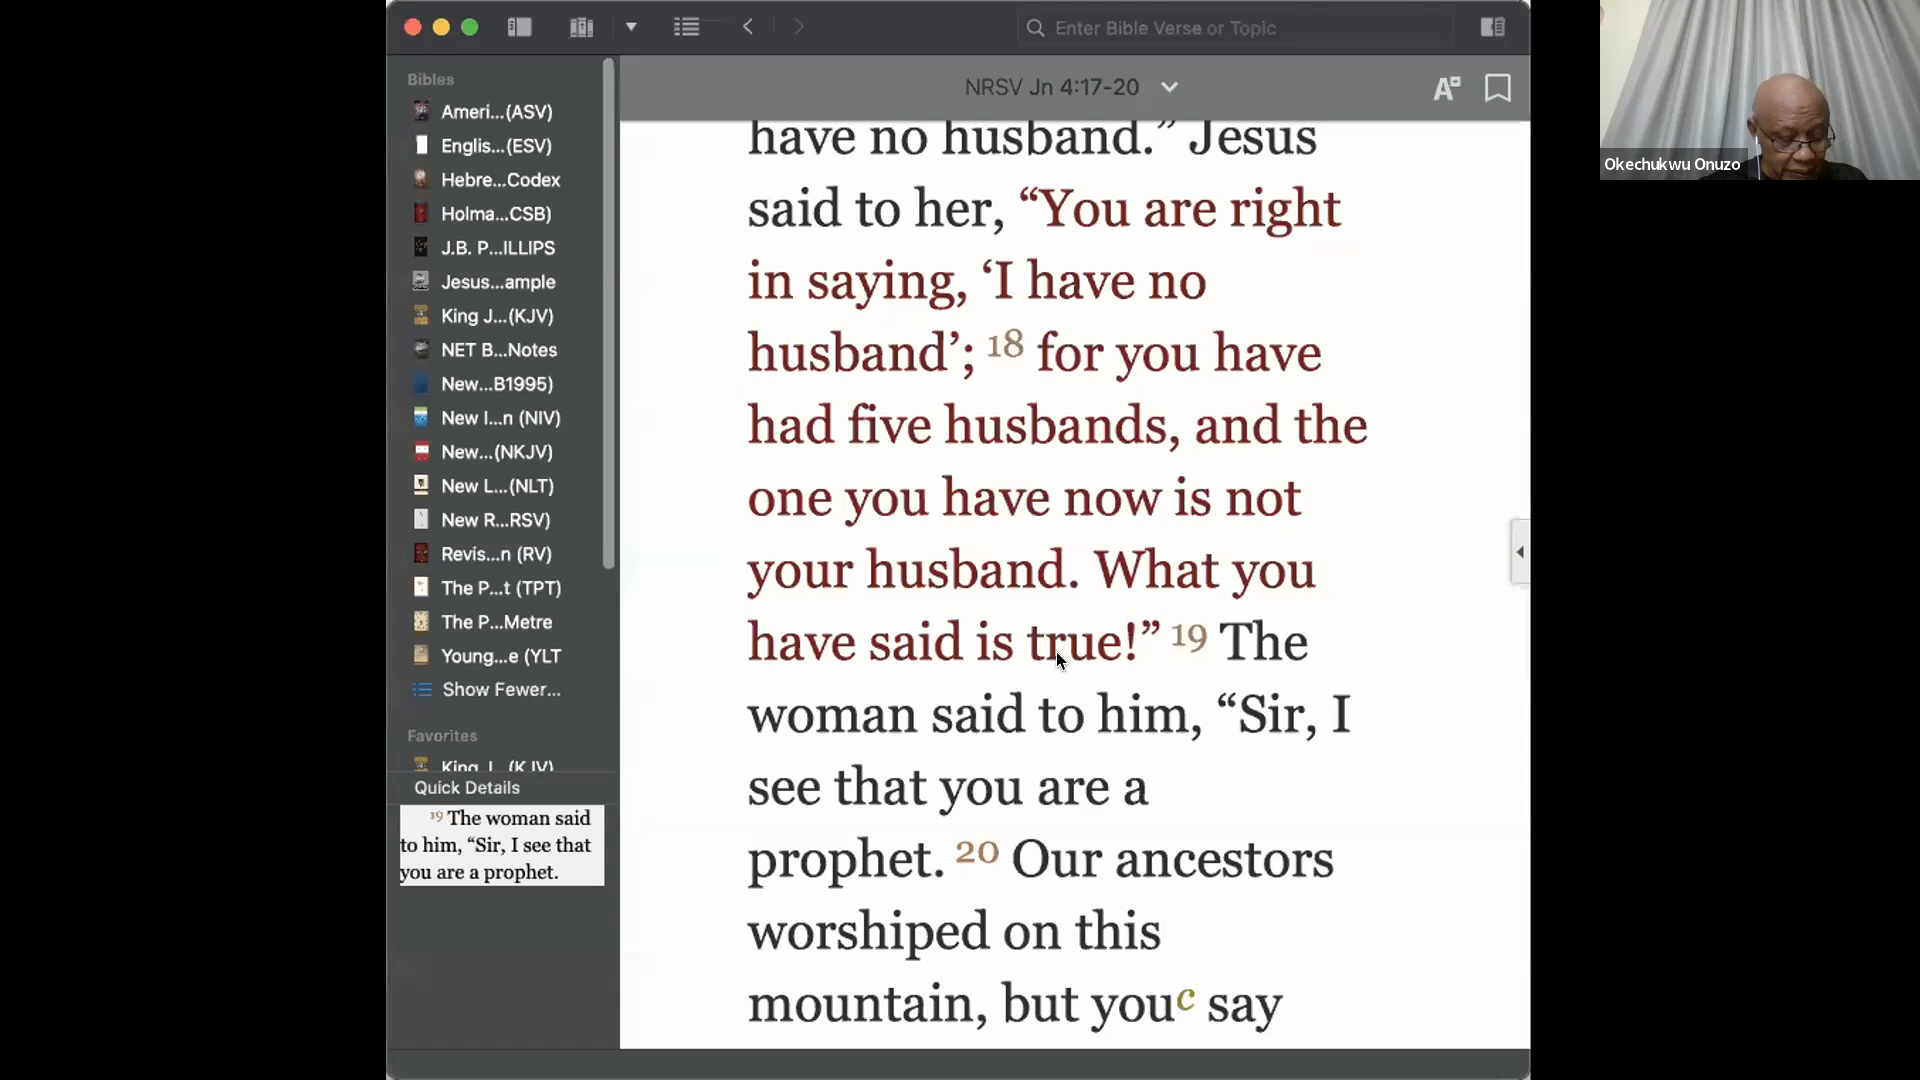 Enter Bible Verse or Topic
Bibles
Ameri...(ASV)
Englis...(ESV)
Hebre...Codex
Holma...CSB)
J.B. P...ILLIPS
Jesus...ample
King J...(KJV)
NET B...Notes
New...B1995)
New I...n (NIV)
New...(NKJV)
New L...(NLT)
New R...RSV)
Revis...n (RV)
The P...t (TPT)
The P...Metre
Young...e (YLT
Show Fewer...
Favorites
King J...(KJV)
Quick Details
19 The woman said
to him, “Sir, I see that
you are a prophet.
NRSV Jn 4:17-20
have no husband.” Jesus
said to her, “You are right
in saying, ‘I have no
husband’; 18 for you have
had five husbands, and the
one you have now is not
your husband. What you
have said is true!” 19 The
woman said to him, “Sir, I
see that you are a
prophet. 20 Our ancestors
worshiped on this
mountain, but youc say
Okechukwu Onuzo